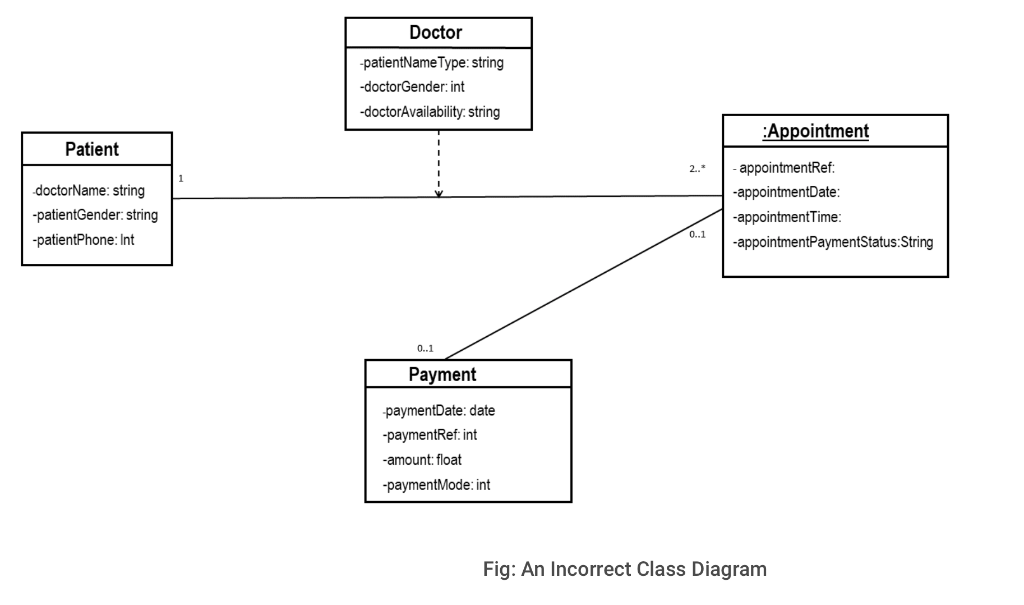 Doctor
-patientNameType: string
-doctorGender: int
-doctorAvailability: string
Patient
-doctorName: string
-patientGender: string
-patientPhone: Int
1
2..*
:Appointment
- appointmentRef:
-appointmentDate:
-appointmentTime:
-appointmentPaymentStatus:String
0..1
0..1
Payment
-paymentDate: date
-paymentRef: int
-amount: float
-paymentMode: int
Fig: An Incorrect Class Diagram